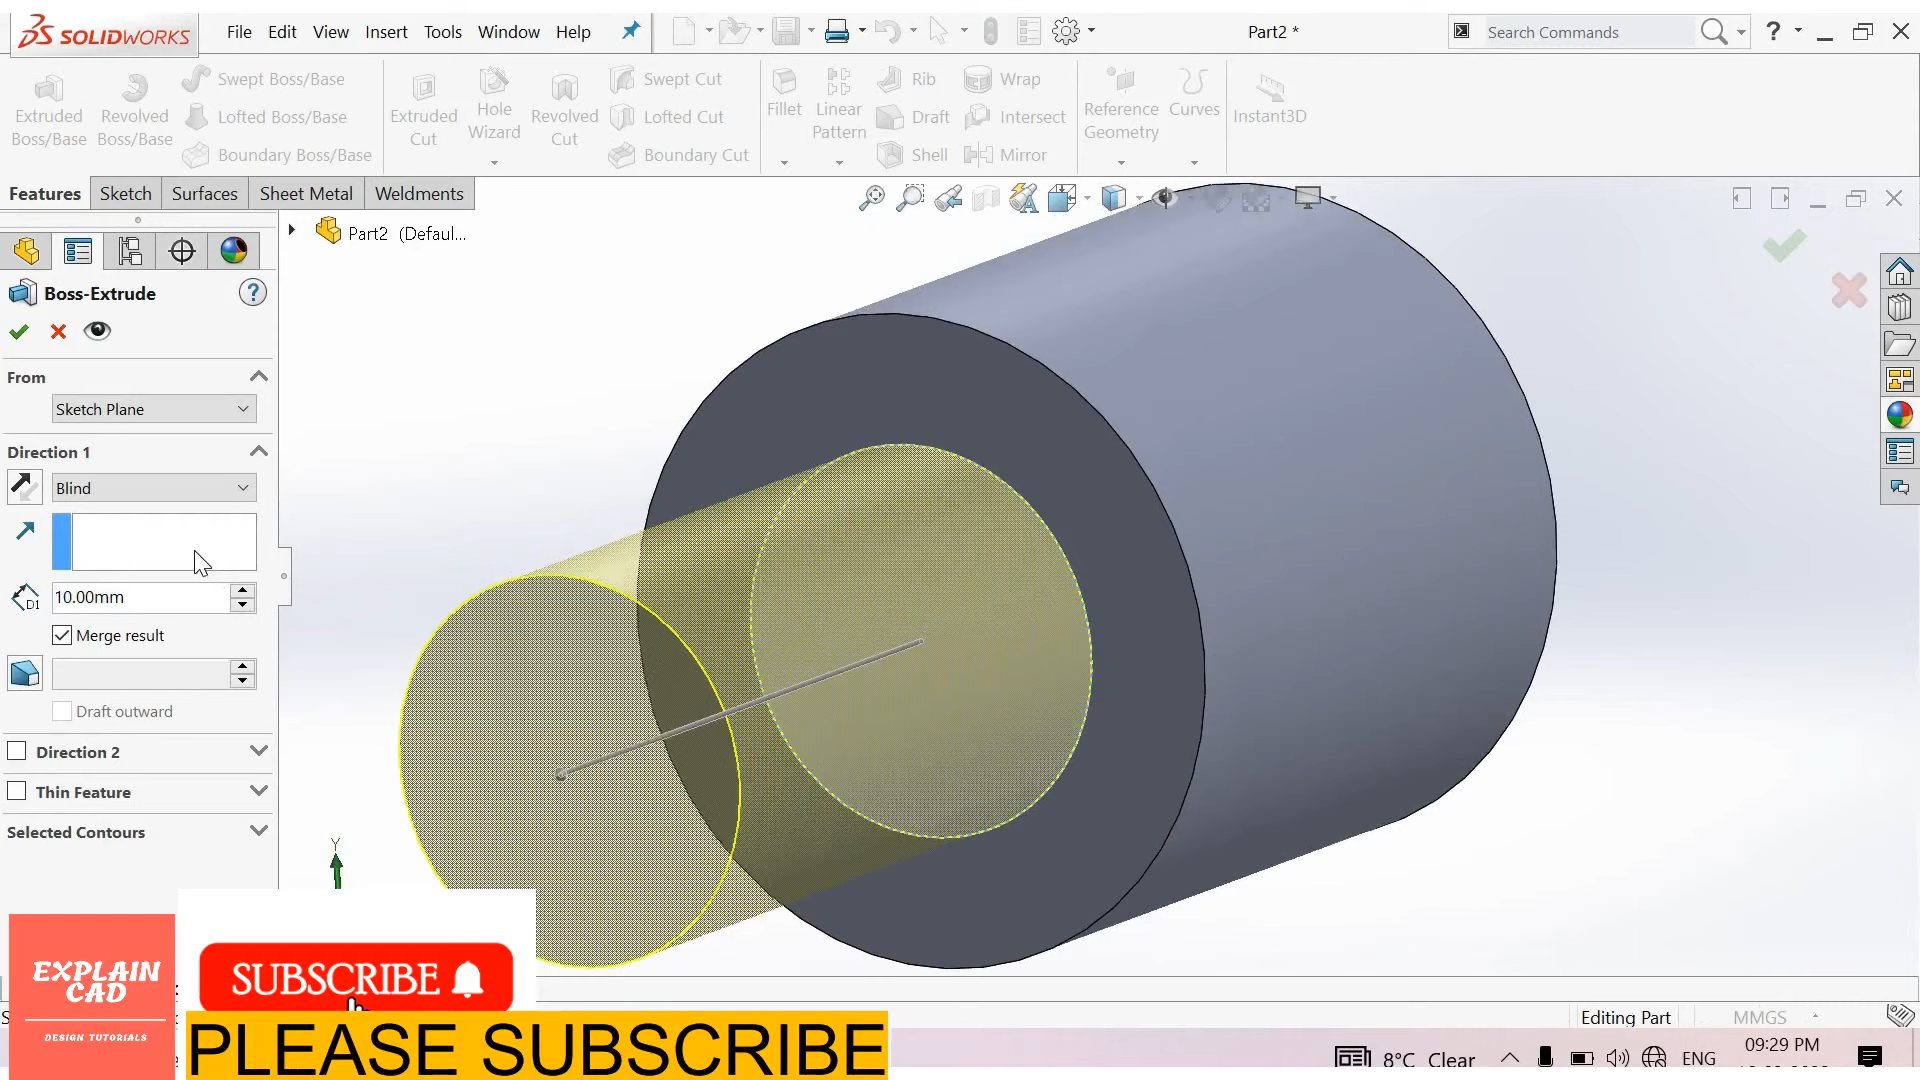 SOLIDWORKS File Edit View Insert Tools Window Help Part2 * Search Commands ?
Extruded Boss/Base
Revolved Boss/Base
Swept Boss/Base
Lofted Boss/Base
Boundary Boss/Base
Extruded Cut
Hole Wizard
Revolved Cut
Swept Cut
Lofted Cut
Boundary Cut
Fillet
Linear Pattern
Rib
Draft
Shell
Wrap
Intersect
Mirror
Reference Geometry
Curves
Instant3D
Features Sketch Surfaces Sheet Metal Weldments
Part2 (Defaul...
Boss-Extrude ?
From
Sketch Plane
Direction 1
Blind
D1 10.00mm
Merge result
Draft outward
Direction 2
Thin Feature
Selected Contours
Y
EXPLAIN
CAD
DESIGN TUTORIALS
SUBSCRIBE
PLEASE SUBSCRIBE
Editing Part MMGS
8°C Clear ENG 09:29 PM